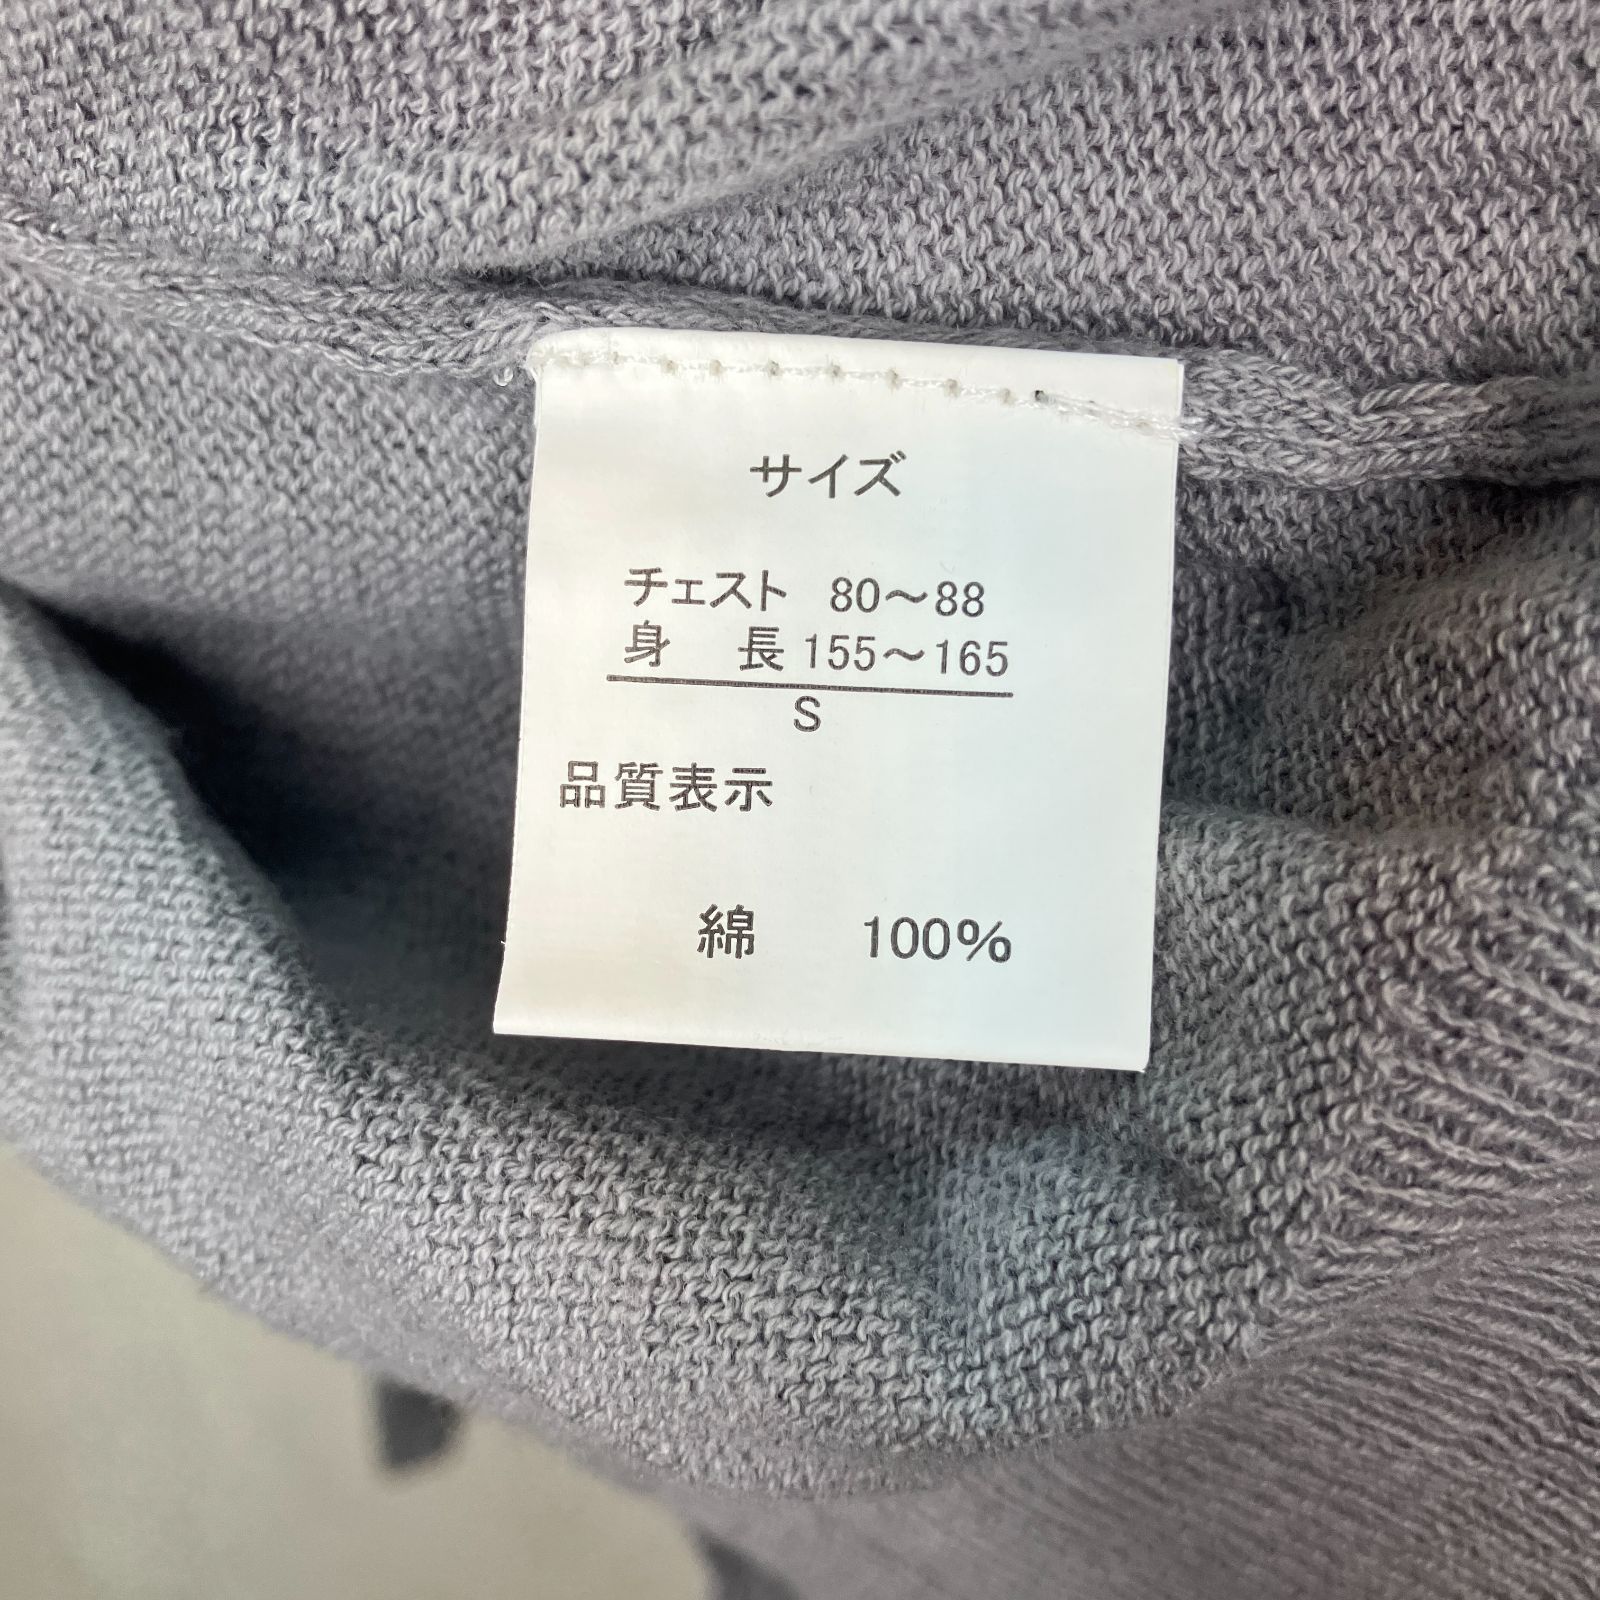 サイズ
チェスト 80～88
身 長 155～165
S
品質表示
綿 100%